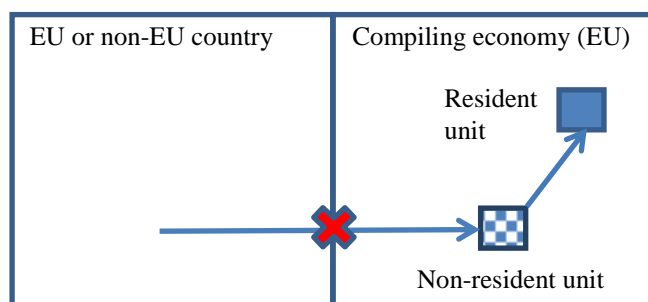 EU or non-EU country
Compiling economy (EU)
Resident
unit
Non-resident unit